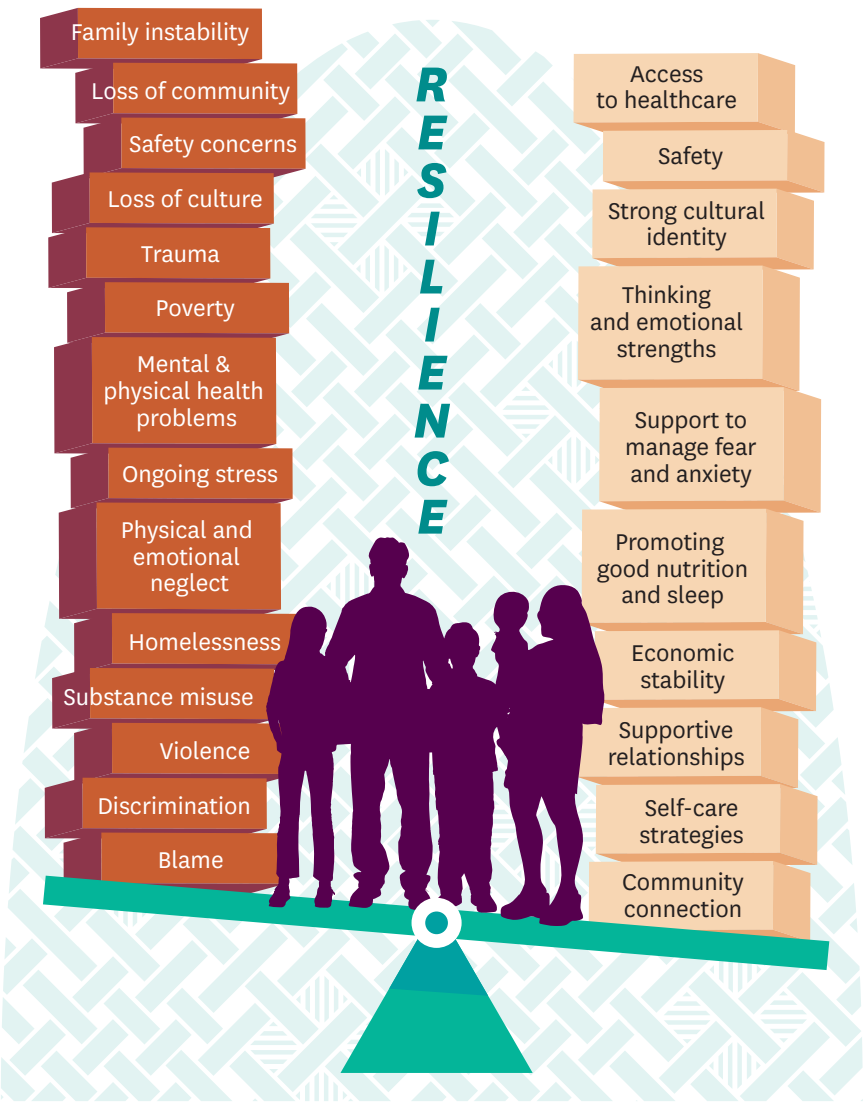 Family instability
Loss of community
Safety concerns
Loss of culture
Trauma
Poverty
Mental &
physical health
problems
Ongoing stress
Physical and
emotional
neglect
Homelessness
Substance misuse
Violence
Discrimination
Blame
RESILIENCE
Access
to healthcare
Safety
Strong cultural
identity
Thinking
and emotional
strengths
Support to
manage fear
and anxiety
Promoting
good nutrition
and sleep
Economic
stability
Supportive
relationships
Self-care
strategies
Community
connection